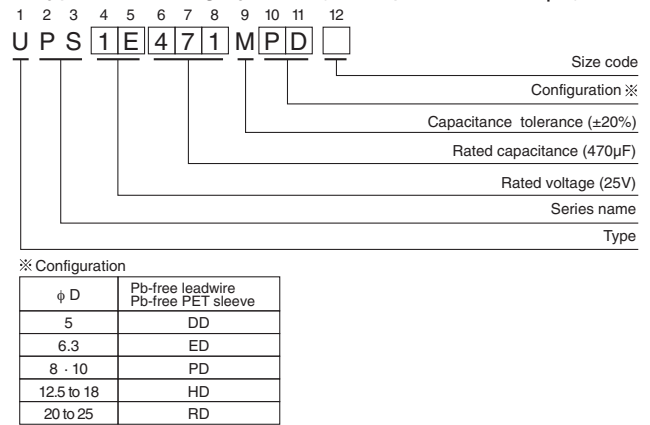 1 2 3 4 5 6 7 8 9 10 11 12
U P S 1 E 4 7 1 M P D
Size code
Configuration ※
Capacitance tolerance (±20%)
Rated capacitance (470µF)
Rated voltage (25V)
Series name
Type
※ Configuration
ϕ D Pb-free leadwire
Pb-free PET sleeve
5 DD
6.3 ED
8 · 10 PD
12.5 to 18 HD
20 to 25 RD